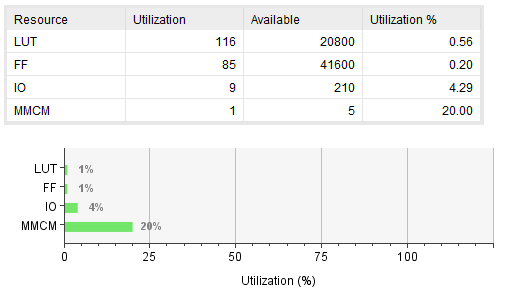 Resource Utilization Available Utilization %
LUT 116 20800 0.56
FF 85 41600 0.20
IO 9 210 4.29
MMCM 1 5 20.00
LUT 1%
FF 1%
IO 4%
MMCM 20%
0 25 50 75 100
Utilization (%)